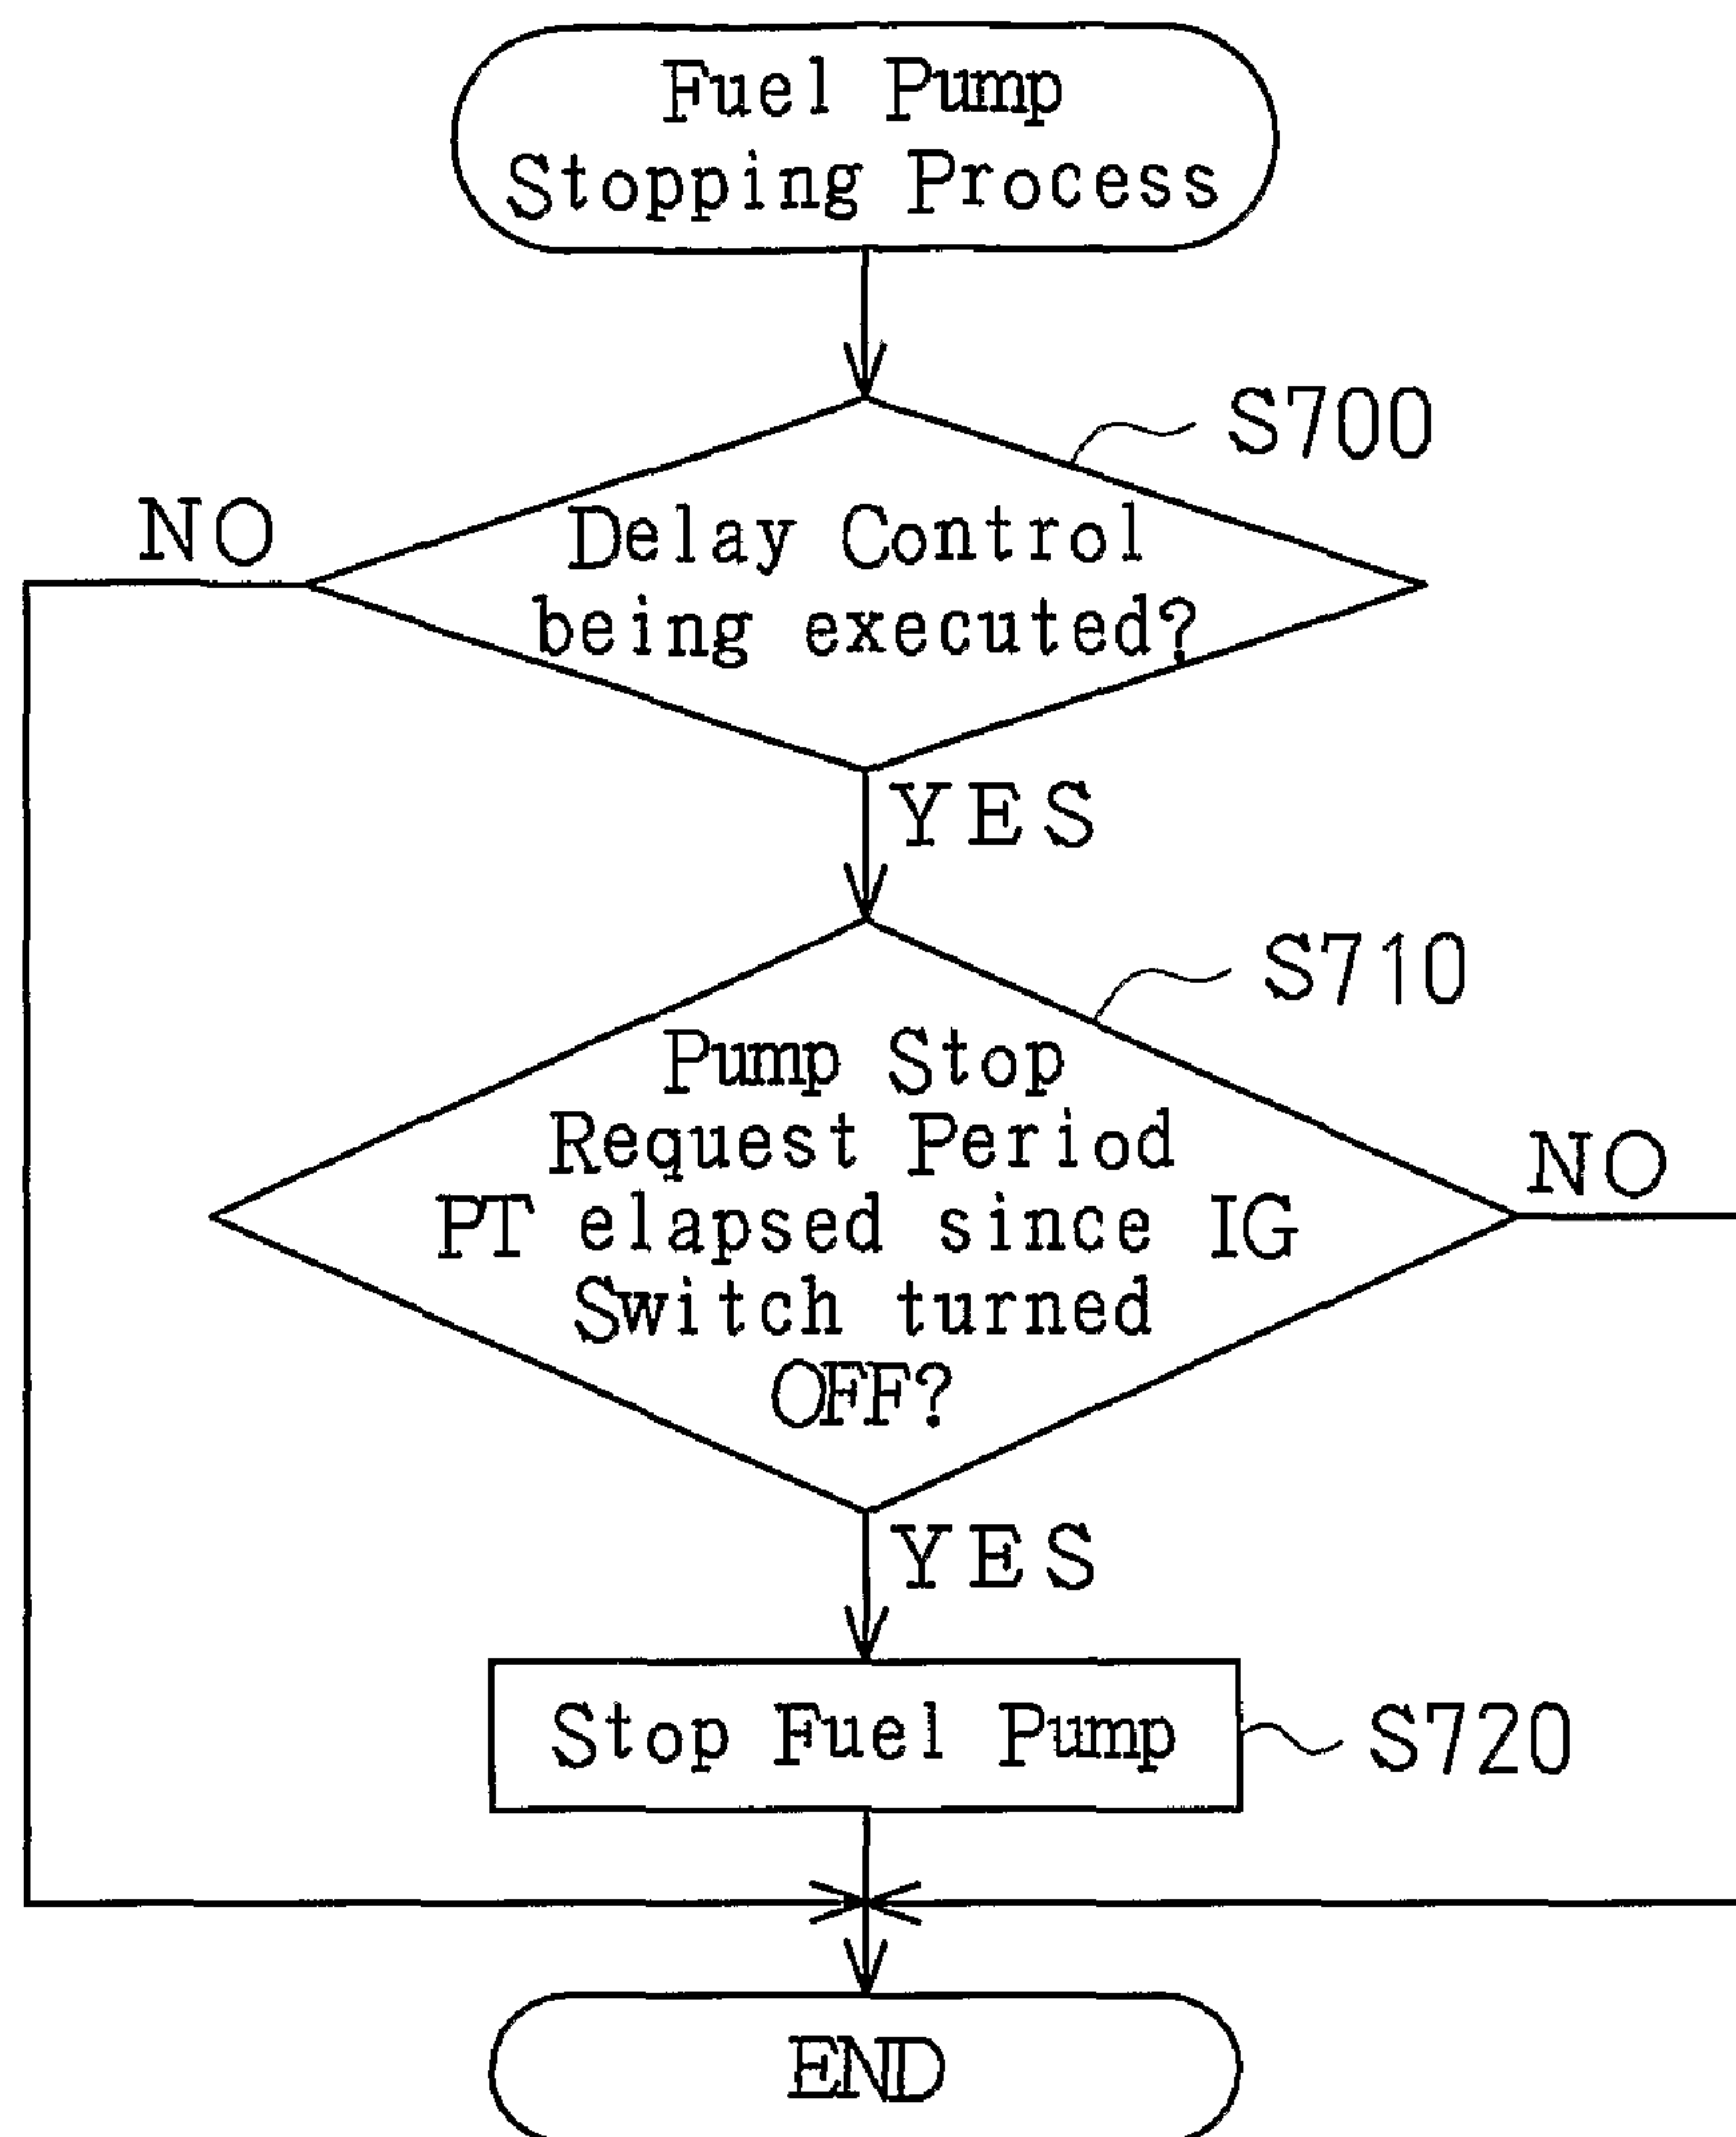 Fuel Pump
Stopping Process
S700
NO
Delay Control
being executed?
YES
S710
Pump Stop
Request Period
NO
PT elapsed since IG
Switch turned
OFF?
YES
Stop Fuel Pump
S720
END